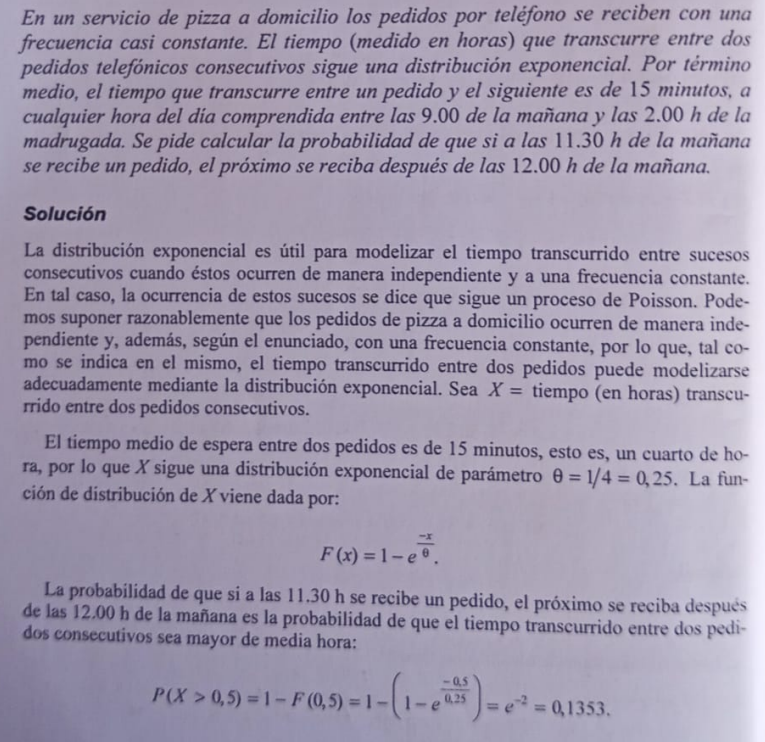 En un servicio de pizza a domicilio los pedidos por teléfono se reciben con una
frecuencia casi constante. El tiempo (medido en horas) que transcurre entre dos
pedidos telefónicos consecutivos sigue una distribución exponencial. Por término
medio, el tiempo que transcurre entre un pedido y el siguiente es de 15 minutos, a
cualquier hora del día comprendida entre las 9.00 de la mañana y las 2.00 h de la
madrugada. Se pide calcular la probabilidad de que si a las 11.30 h de la mañana
se recibe un pedido, el próximo se reciba después de las 12.00 h de la mañana.
Solución
La distribución exponencial es útil para modelizar el tiempo transcurrido entre sucesos
consecutivos cuando éstos ocurren de manera independiente y a una frecuencia constante.
En tal caso, la ocurrencia de estos sucesos se dice que sigue un proceso de Poisson. Pode-
mos suponer razonablemente que los pedidos de pizza a domicilio ocurren de manera inde-
pendiente y, además, según el enunciado, con una frecuencia constante, por lo que, tal co-
mo se indica en el mismo, el tiempo transcurrido entre dos pedidos puede modelizarse
adecuadamente mediante la distribución exponencial. Sea X = tiempo (en horas) transcu-
rrido entre dos pedidos consecutivos.
El tiempo medio de espera entre dos pedidos es de 15 minutos, esto es, un cuarto de ho-
ra, por lo que X sigue una distribución exponencial de parámetro θ = 1/4 = 0,25. La fun-
ción de distribución de X viene dada por:
F(x) = 1 − e^(−x/θ).
La probabilidad de que si a las 11.30 h se recibe un pedido, el próximo se reciba después
de las 12.00 h de la mañana es la probabilidad de que el tiempo transcurrido entre dos pedi-
dos consecutivos sea mayor de media hora:
P(X > 0,5) = 1 − F(0,5) = 1 − (1 − e^(−0,5/0,25)) = e^−2 = 0,1353.